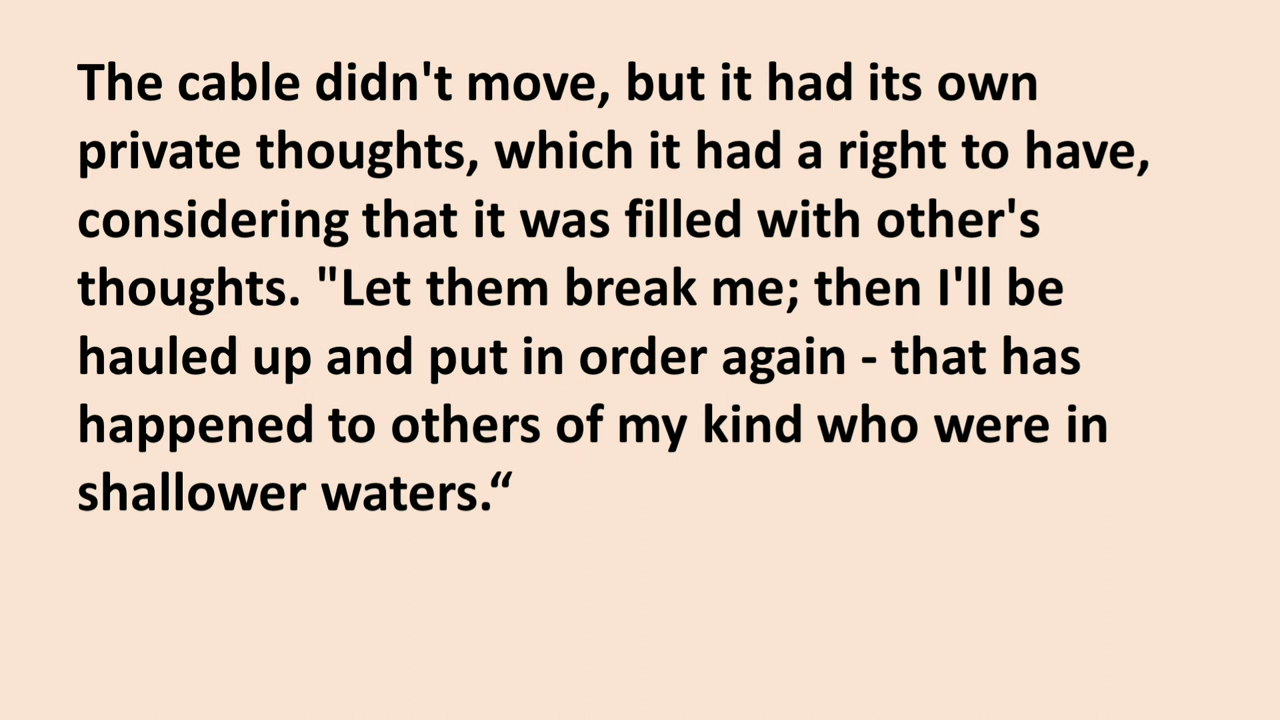 The cable didn't move, but it had its own
private thoughts, which it had a right to have,
considering that it was filled with other's
thoughts. "Let them break me; then I'll be
hauled up and put in order again - that has
happened to others of my kind who were in
shallower waters.“